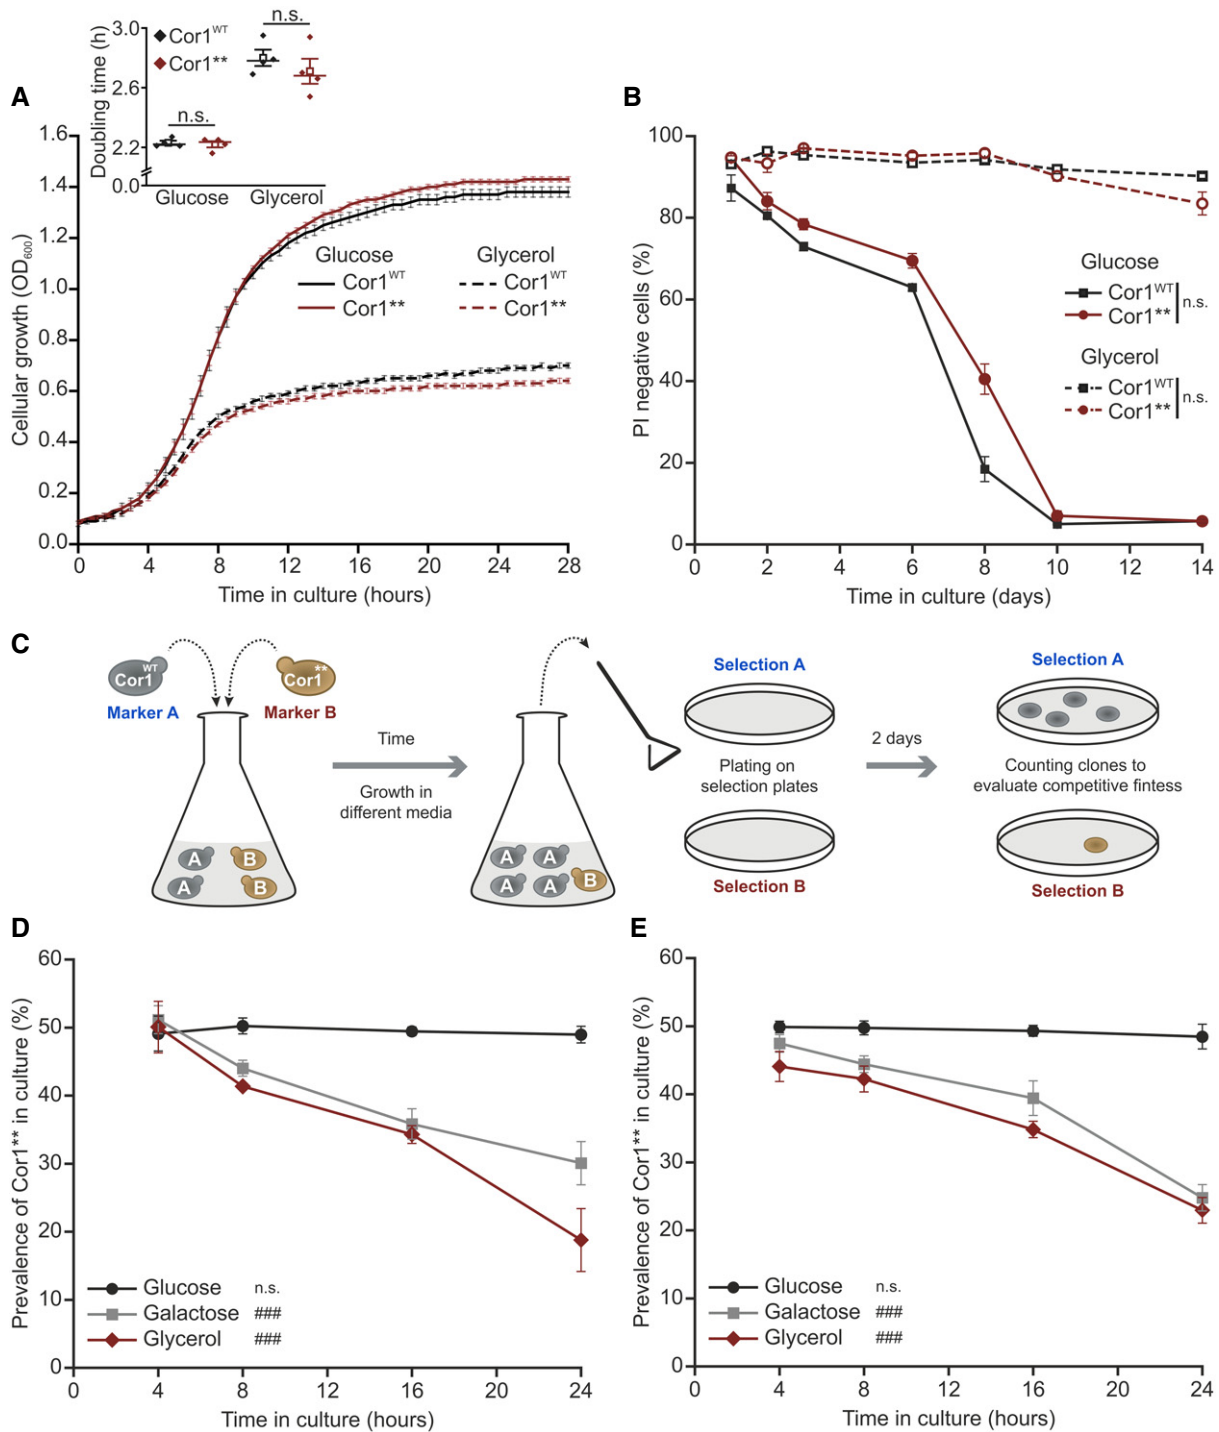 A
Doubling time (h)
3.0
2.6
2.2
0.0
Cor1WT
Cor1**
n.s.
n.s.
Glucose
Glycerol
Cellular growth (OD600)
1.6
1.4
1.2
1.0
0.8
0.6
0.4
0.2
0.0
Glucose
Cor1WT
Cor1**
Glycerol
Cor1WT
Cor1**
0 4 8 12 16 20 24 28
Time in culture (hours)
B
PI negative cells (%)
100
80
60
40
20
0
Glucose
Cor1WT
Cor1**
n.s.
Glycerol
Cor1WT
Cor1**
n.s.
0 2 4 6 8 10 12 14
Time in culture (days)
C
Cor1WT
Marker A
Cor1**
Marker B
A B
A B
Time
Growth in
different media
A A
A A B
Selection A
Plating on
selection plates
Selection B
2 days
Selection A
Counting clones to
evaluate competitive fintess
Selection B
D
Prevalence of Cor1** in culture (%)
60
50
40
30
20
10
0
Glucose n.s.
Galactose ###
Glycerol ###
0 4 8 12 16 20 24
Time in culture (hours)
E
Prevalence of Cor1** in culture (%)
60
50
40
30
20
10
0
Glucose n.s.
Galactose ###
Glycerol ###
0 4 8 12 16 20 24
Time in culture (hours)